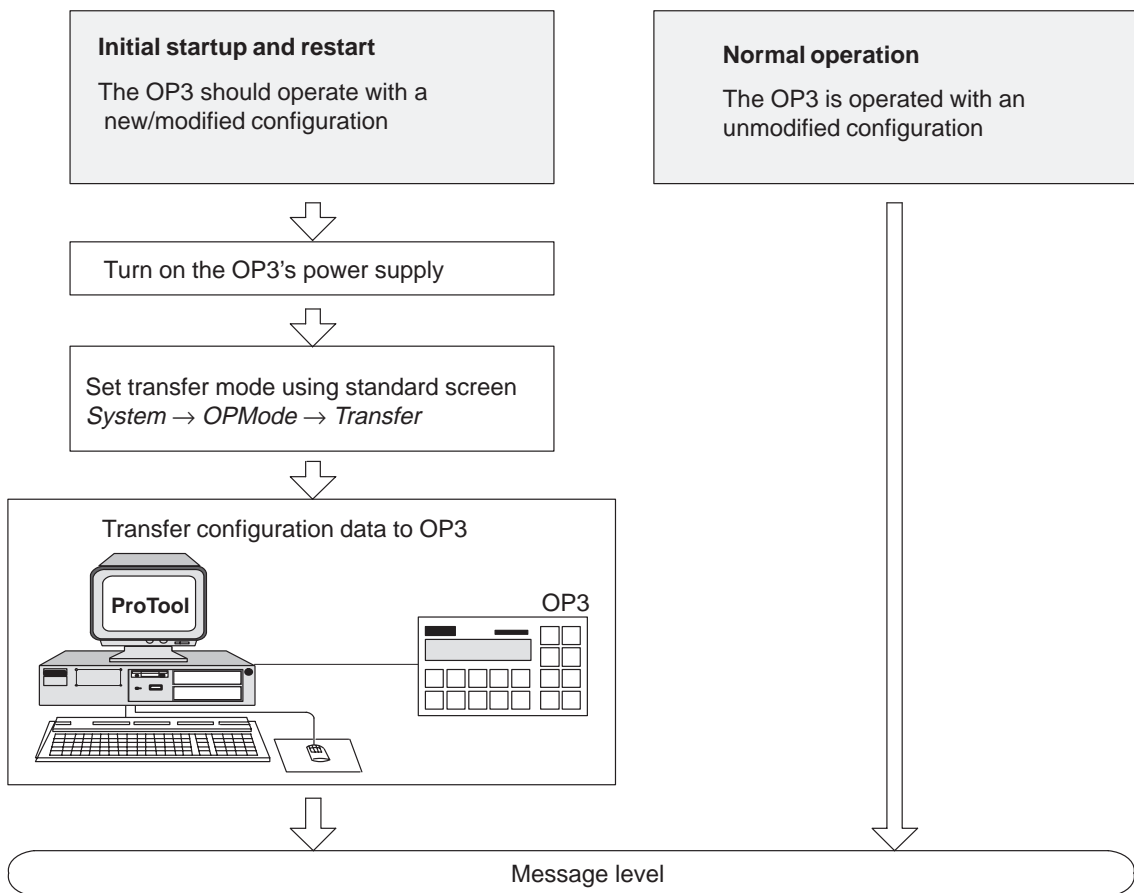 Initial startup and restart
The OP3 should operate with a
new/modified configuration
Normal operation
The OP3 is operated with an
unmodified configuration
Turn on the OP3's power supply
Set transfer mode using standard screen
System → OPMode → Transfer
Transfer configuration data to OP3
ProTool
OP3
Message level